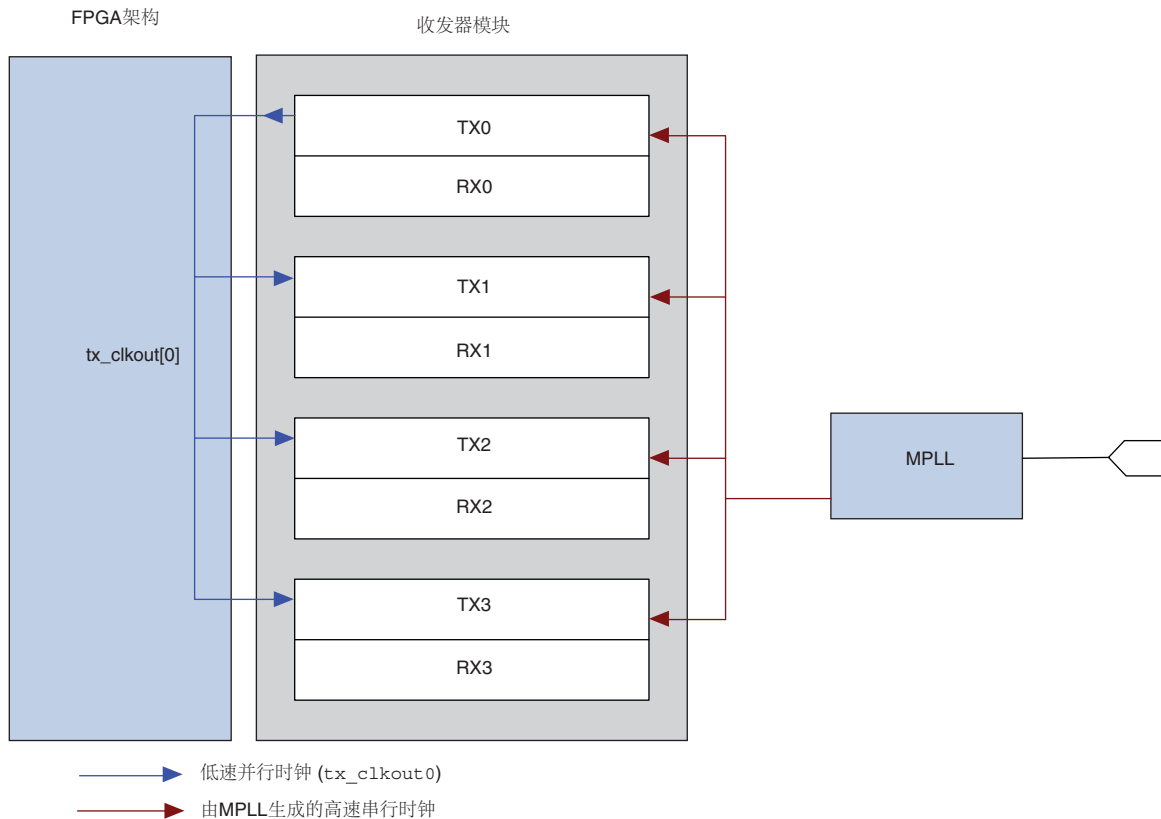 FPGA架构
收发器模块
TX0
RX0
TX1
RX1
tx_clkout[0]
TX2
RX2
MPLL
TX3
RX3
低速并行时钟 (tx_clkout0)
由MPLL生成的高速串行时钟